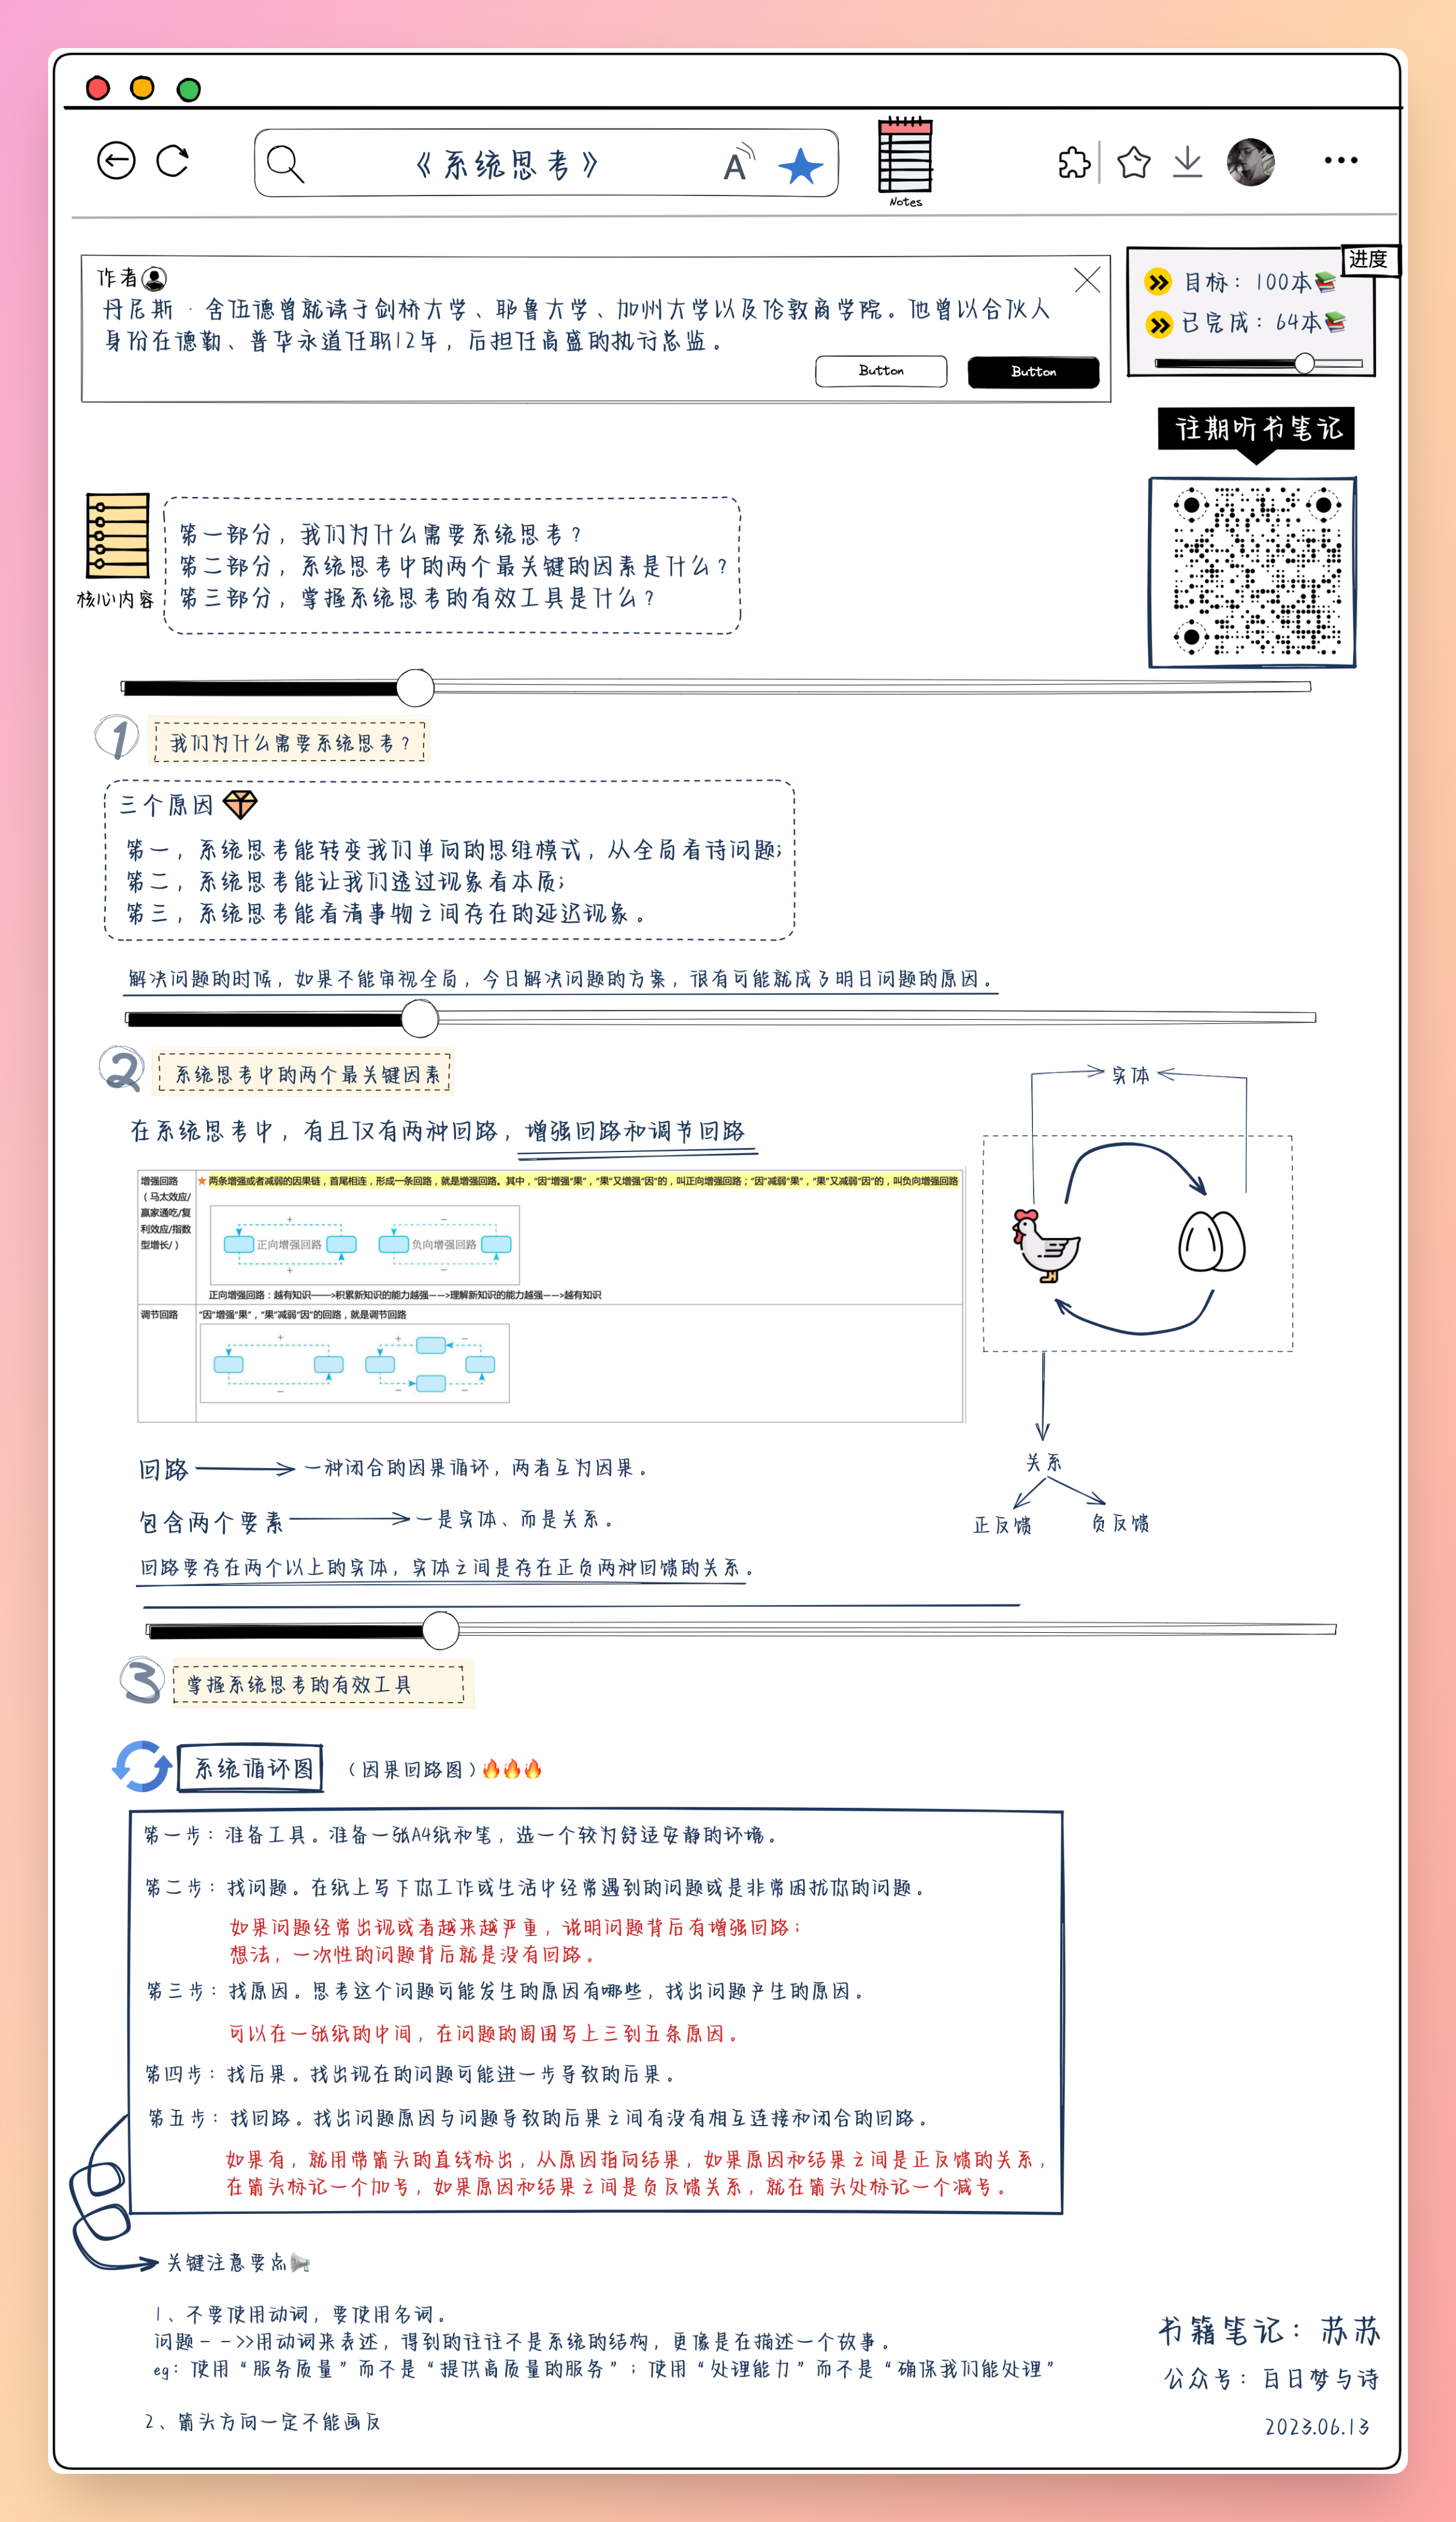 《系统思考》
A
Notes
作者
丹尼斯·舍伍德曾就读于剑桥大学、耶鲁大学、加州大学以及伦敦商学院。他曾以合伙人
身份在德勤、普华永道任职12年，后担任高盛的执行总监。
Button
Button
进度
目标：100本
已完成：64本
往期听书笔记
核心内容
第一部分，我们为什么需要系统思考？
第二部分，系统思考中的两个最关键的因素是什么？
第三部分，掌握系统思考的有效工具是什么？
1
我们为什么需要系统思考？
三个原因
第一，系统思考能转变我们单向的思维模式，从全局看待问题；
第二，系统思考能让我们透过现象看本质；
第三，系统思考能看清事物之间存在的延迟现象。
解决问题的时候，如果不能审视全局，今日解决问题的方案，很有可能就成了明日问题的原因。
2
系统思考中的两个最关键因素
在系统思考中，有且仅有两种回路，增强回路和调节回路
增强回路
（马太效应/
赢家通吃/复
利效应/指数
型增长/）
两条增强或者减弱的因果链，首尾相连，形成一条回路，就是增强回路。其中，“因”增强“果”，“果”又增强“因”的，叫正向增强回路；“因”减弱“果”，“果”又减弱“因”的，叫负向增强回路
+
正向增强回路
+
−
负向增强回路
−
正向增强回路：越有知识——>积累新知识的能力越强——>理解新知识的能力越强——>越有知识
调节回路
“因”增强“果”，“果”减弱“因”的回路，就是调节回路
+
−
+
−
−
−
实体
关系
正反馈
负反馈
回路
一种闭合的因果循环，两者互为因果。
包含两个要素
一是实体、而是关系。
回路要存在两个以上的实体，实体之间是存在正负两种回馈的关系。
3
掌握系统思考的有效工具
系统循环图
（因果回路图）
第一步：准备工具。准备一张A4纸和笔，选一个较为舒适安静的环境。
第二步：找问题。在纸上写下你工作或生活中经常遇到的问题或是非常困扰你的问题。
如果问题经常出现或者越来越严重，说明问题背后有增强回路；
想法，一次性的问题背后就是没有回路。
第三步：找原因。思考这个问题可能发生的原因有哪些，找出问题产生的原因。
可以在一张纸的中间，在问题的周围写上三到五条原因。
第四步：找后果。找出现在的问题可能进一步导致的后果。
第五步：找回路。找出问题原因与问题导致的后果之间有没有相互连接和闭合的回路。
如果有，就用带箭头的直线标出，从原因指向结果，如果原因和结果之间是正反馈的关系，
在箭头标记一个加号，如果原因和结果之间是负反馈关系，就在箭头处标记一个减号。
关键注意要点
1、不要使用动词，要使用名词。
问题-->>用动词来表述，得到的往往不是系统的结构，更像是在描述一个故事。
eg：使用“服务质量”而不是“提供高质量的服务”；使用“处理能力”而不是“确保我们能处理”
2、箭头方向一定不能画反
书籍笔记：苏苏
公众号：白日梦与诗
2023.06.13